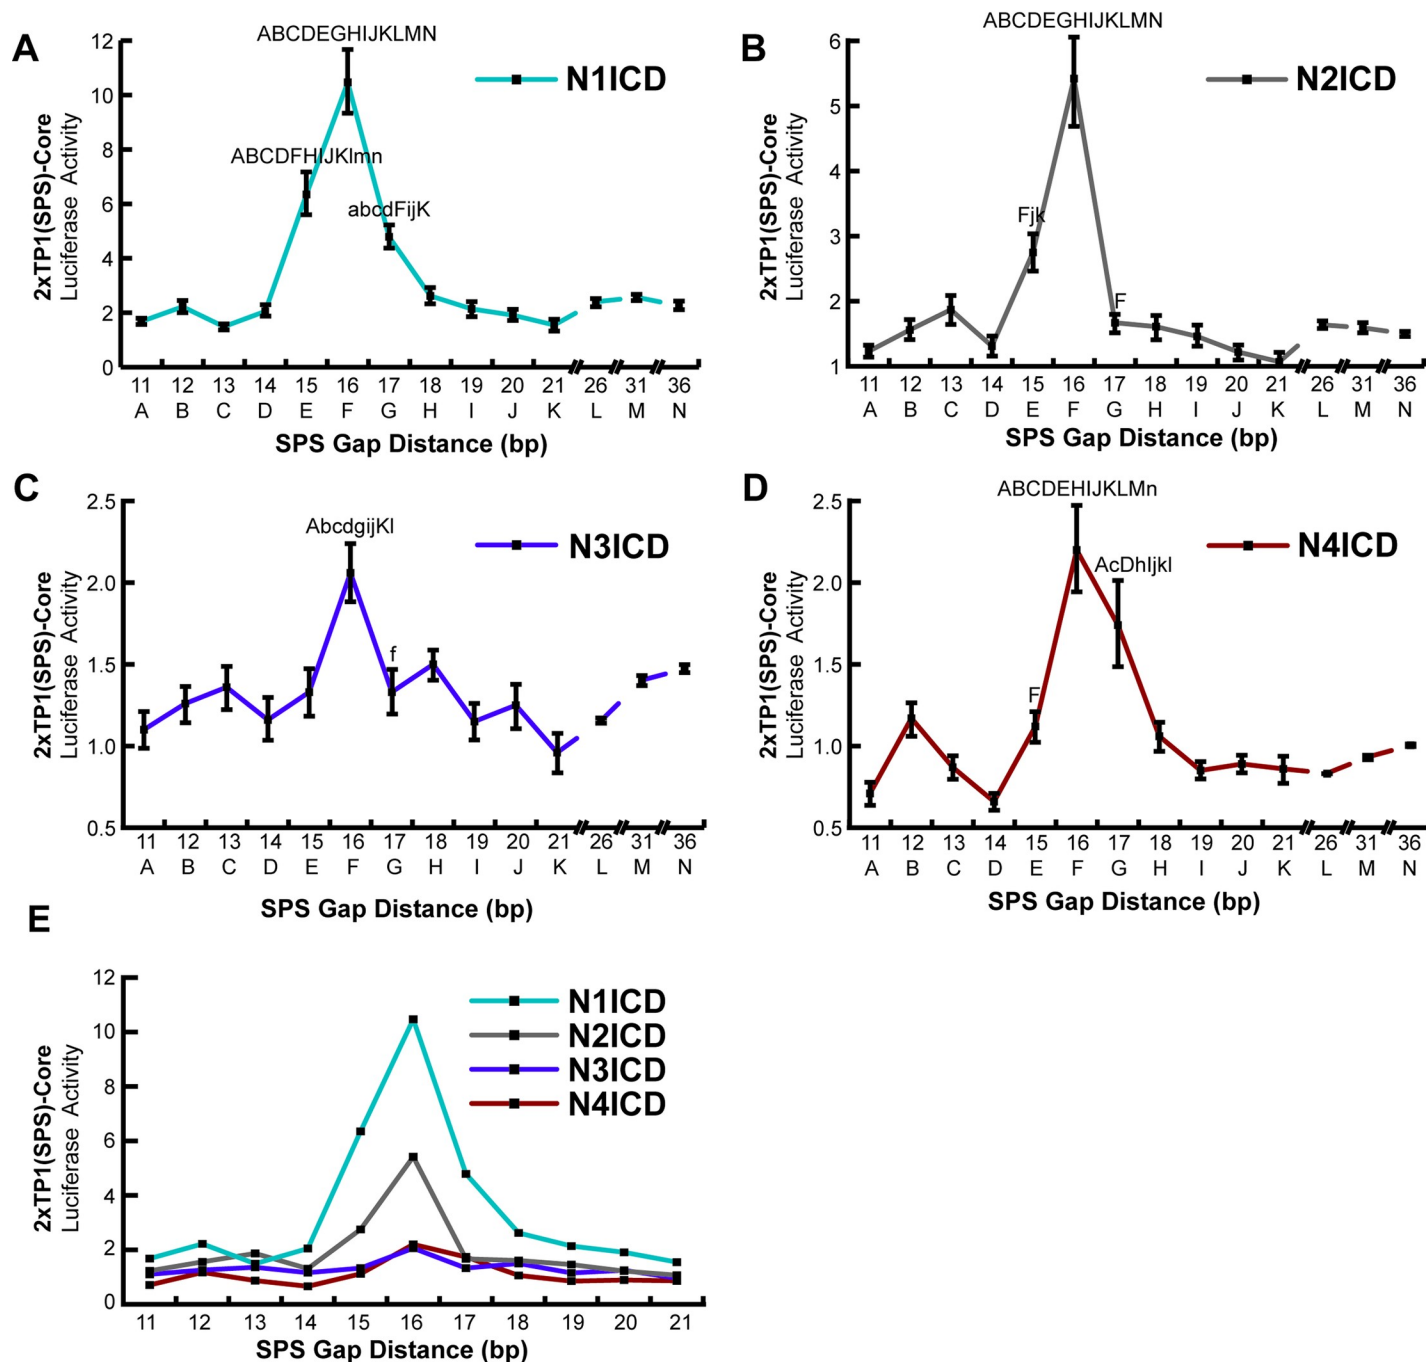 A
ABCDEGHIJKLMN
N1ICD
ABCDFHIJKlmn
abcdFijK
2xTP1(SPS)-Core
Luciferase Activity
12
10
8
6
4
2
0
11 12 13 14 15 16 17 18 19 20 21 26 31 36
A B C D E F G H I J K L M N
SPS Gap Distance (bp)
B
ABCDEGHIJKLMN
N2ICD
Fjk
F
2xTP1(SPS)-Core
Luciferase Activity
6
5
4
3
2
1
11 12 13 14 15 16 17 18 19 20 21 26 31 36
A B C D E F G H I J K L M N
SPS Gap Distance (bp)
C
AbcdgijKl
N3ICD
f
2xTP1(SPS)-Core
Luciferase Activity
2.5
2.0
1.5
1.0
0.5
11 12 13 14 15 16 17 18 19 20 21 26 31 36
A B C D E F G H I J K L M N
SPS Gap Distance (bp)
D
ABCDEHIJKLMn
N4ICD
AcDhIjkl
F
2xTP1(SPS)-Core
Luciferase Activity
2.5
2.0
1.5
1.0
0.5
11 12 13 14 15 16 17 18 19 20 21 26 31 36
A B C D E F G H I J K L M N
SPS Gap Distance (bp)
E
N1ICD
N2ICD
N3ICD
N4ICD
2xTP1(SPS)-Core
Luciferase Activity
12
10
8
6
4
2
0
11 12 13 14 15 16 17 18 19 20 21
SPS Gap Distance (bp)